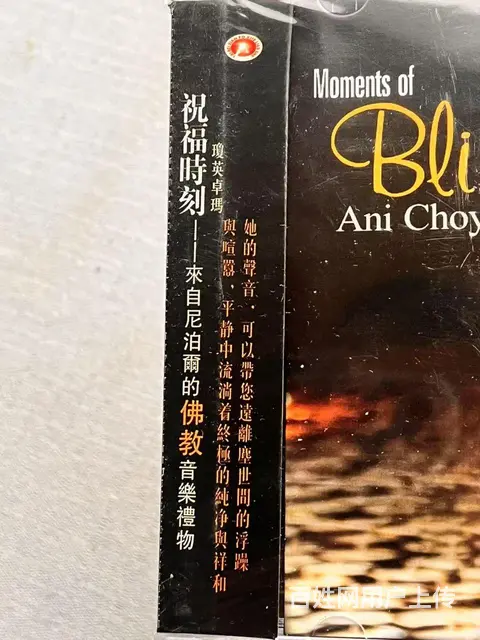 祝福時刻——來自尼泊爾的佛教音樂禮物
瓊英卓瑪
她的聲音，可以帶您遠離塵世間的浮躁
與喧囂，平静中流淌着終極的純净與祥和
Moments of
Bli
Ani Choy
百姓网用户上传